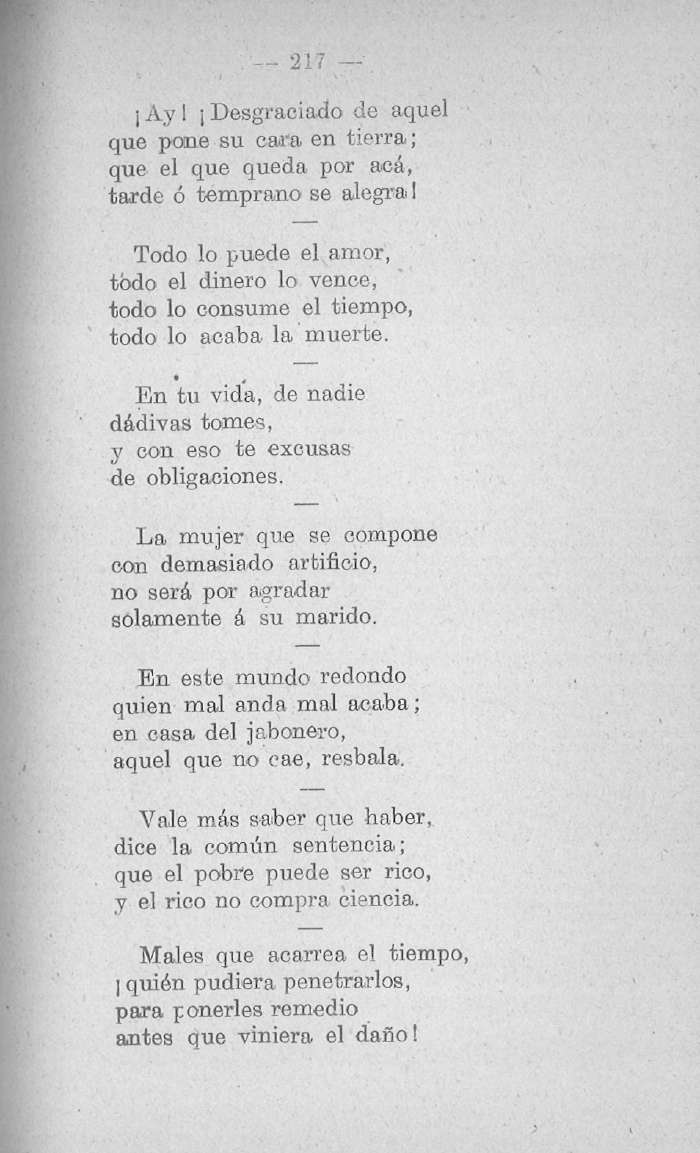 — 217 —
¡Ay! ¡Desgraciado de aquel
que pone su cara en tierra;
que el que queda por acá,
tarde ó temprano se alegra!
—
Todo lo puede el amor,
todo el dinero lo vence,
todo lo consume el tiempo,
todo lo acaba la muerte.
—
En tu vida, de nadie
dádivas tomes,
y con eso te excusas
de obligaciones.
—
La mujer que se compone
con demasiado artificio,
no será por agradar
solamente á su marido.
—
En este mundo redondo
quien mal anda mal acaba;
en casa del jabonero,
aquel que no cae, resbala.
—
Vale más saber que haber,
dice la común sentencia;
que el pobre puede ser rico,
y el rico no compra ciencia.
—
Males que acarrea el tiempo,
¡quién pudiera penetrarlos,
para ponerles remedio
antes que viniera el daño!